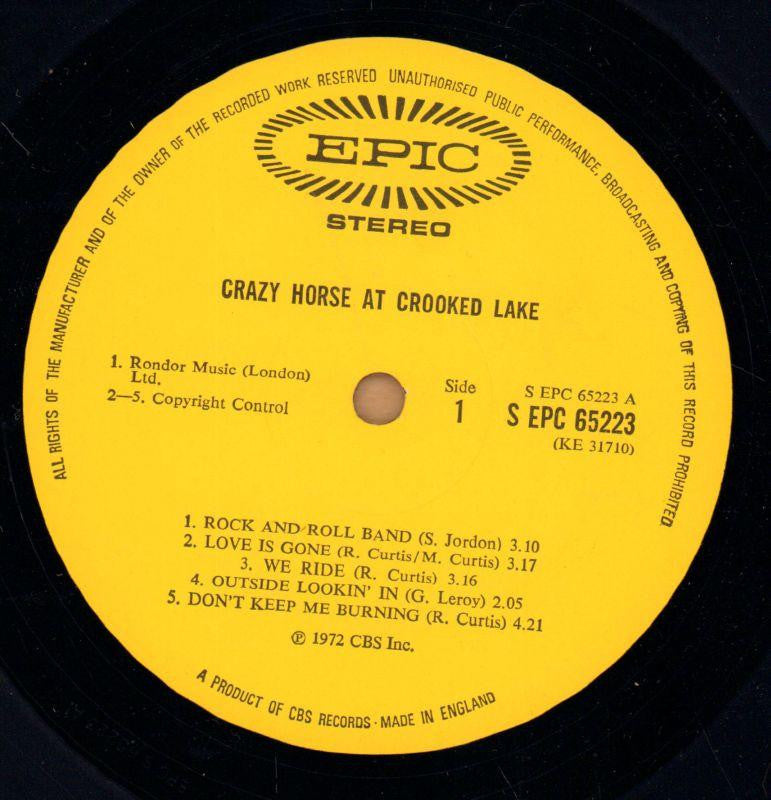 ALL RIGHTS OF THE MANUFACTURER AND OF THE OWNER OF THE RECORDED WORK RESERVED UNAUTHORISED PUBLIC PERFORMANCE, BROADCASTING AND COPYING OF THIS RECORD PROHIBITED.
EPIC
STEREO
CRAZY HORSE AT CROOKED LAKE
1. Rondor Music (London)
Ltd.
2—5. Copyright Control
Side
1
S EPC 65223 A
S EPC 65223
(KE 31710)
1. ROCK AND ROLL BAND (S. Jordon) 3.10
2. LOVE IS GONE (R. Curtis/M. Curtis) 3.17
3. WE RIDE (R. Curtis) 3.16
4. OUTSIDE LOOKIN' IN (G. Leroy) 2.05
5. DON'T KEEP ME BURNING (R. Curtis) 4.21
℗ 1972 CBS Inc.
A PRODUCT OF CBS RECORDS · MADE IN ENGLAND